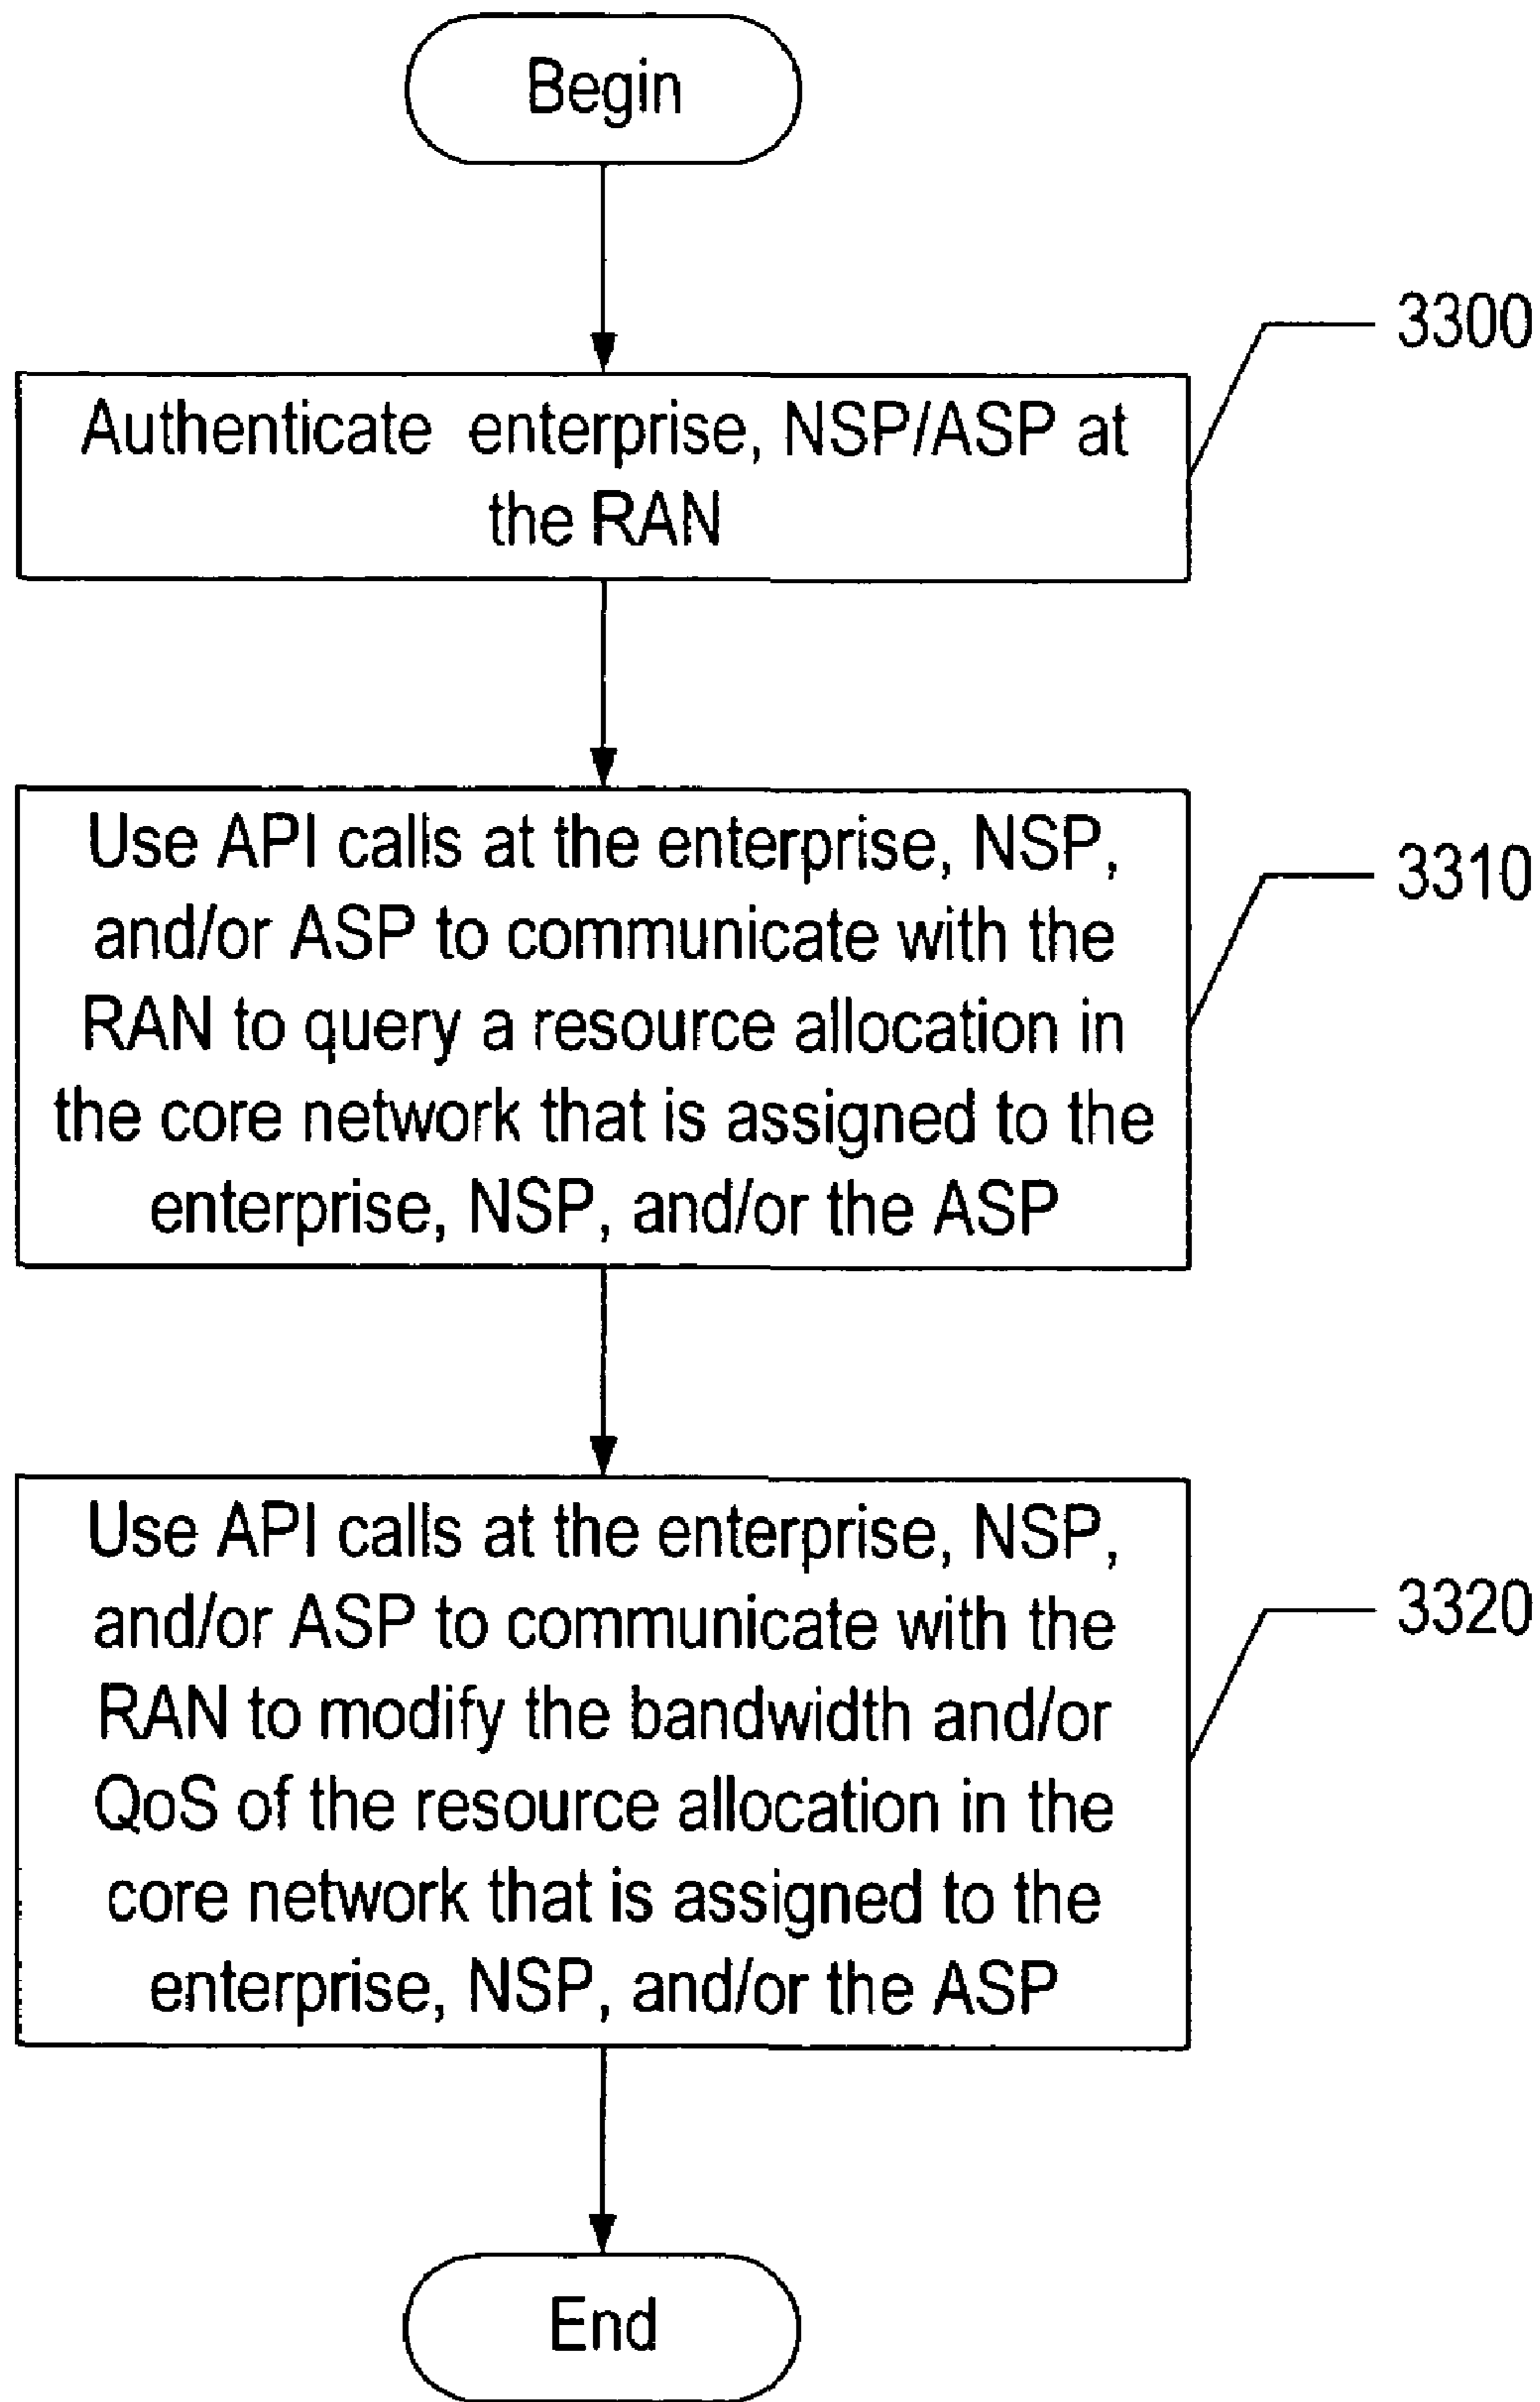 Begin
3300
Authenticate enterprise, NSP/ASP at
the RAN
3310
Use API calls at the enterprise, NSP,
and/or ASP to communicate with the
RAN to query a resource allocation in
the core network that is assigned to the
enterprise, NSP, and/or the ASP
3320
Use API calls at the enterprise, NSP,
and/or ASP to communicate with the
RAN to modify the bandwidth and/or
QoS of the resource allocation in the
core network that is assigned to the
enterprise, NSP, and/or the ASP
End